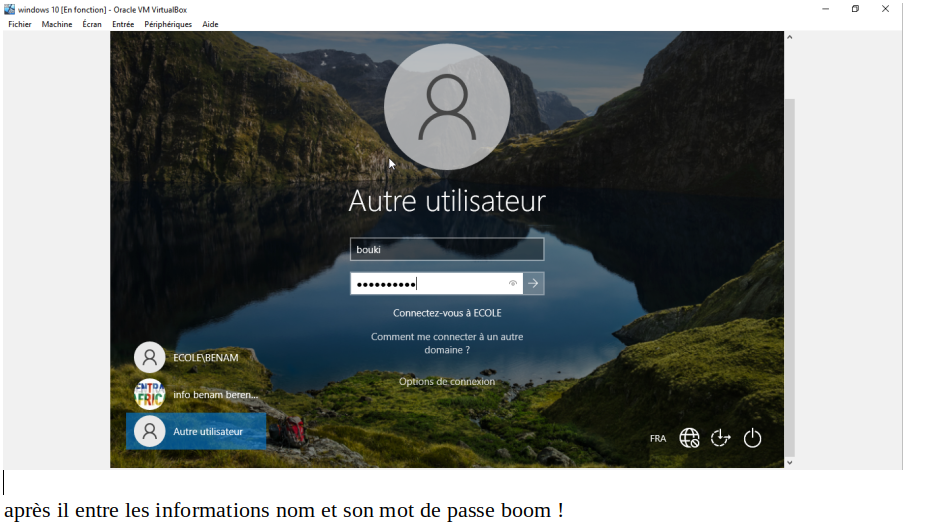 windows 10 [En fonction] - Oracle VM VirtualBox
Fichier Machine Écran Entrée Périphériques Aide
Autre utilisateur
bouki
Connectez-vous à ECOLE
Comment me connecter à un autre
domaine ?
Options de connexion
ECOLE\BENAM
info benam beren...
Autre utilisateur
FRA
après il entre les informations nom et son mot de passe boom !